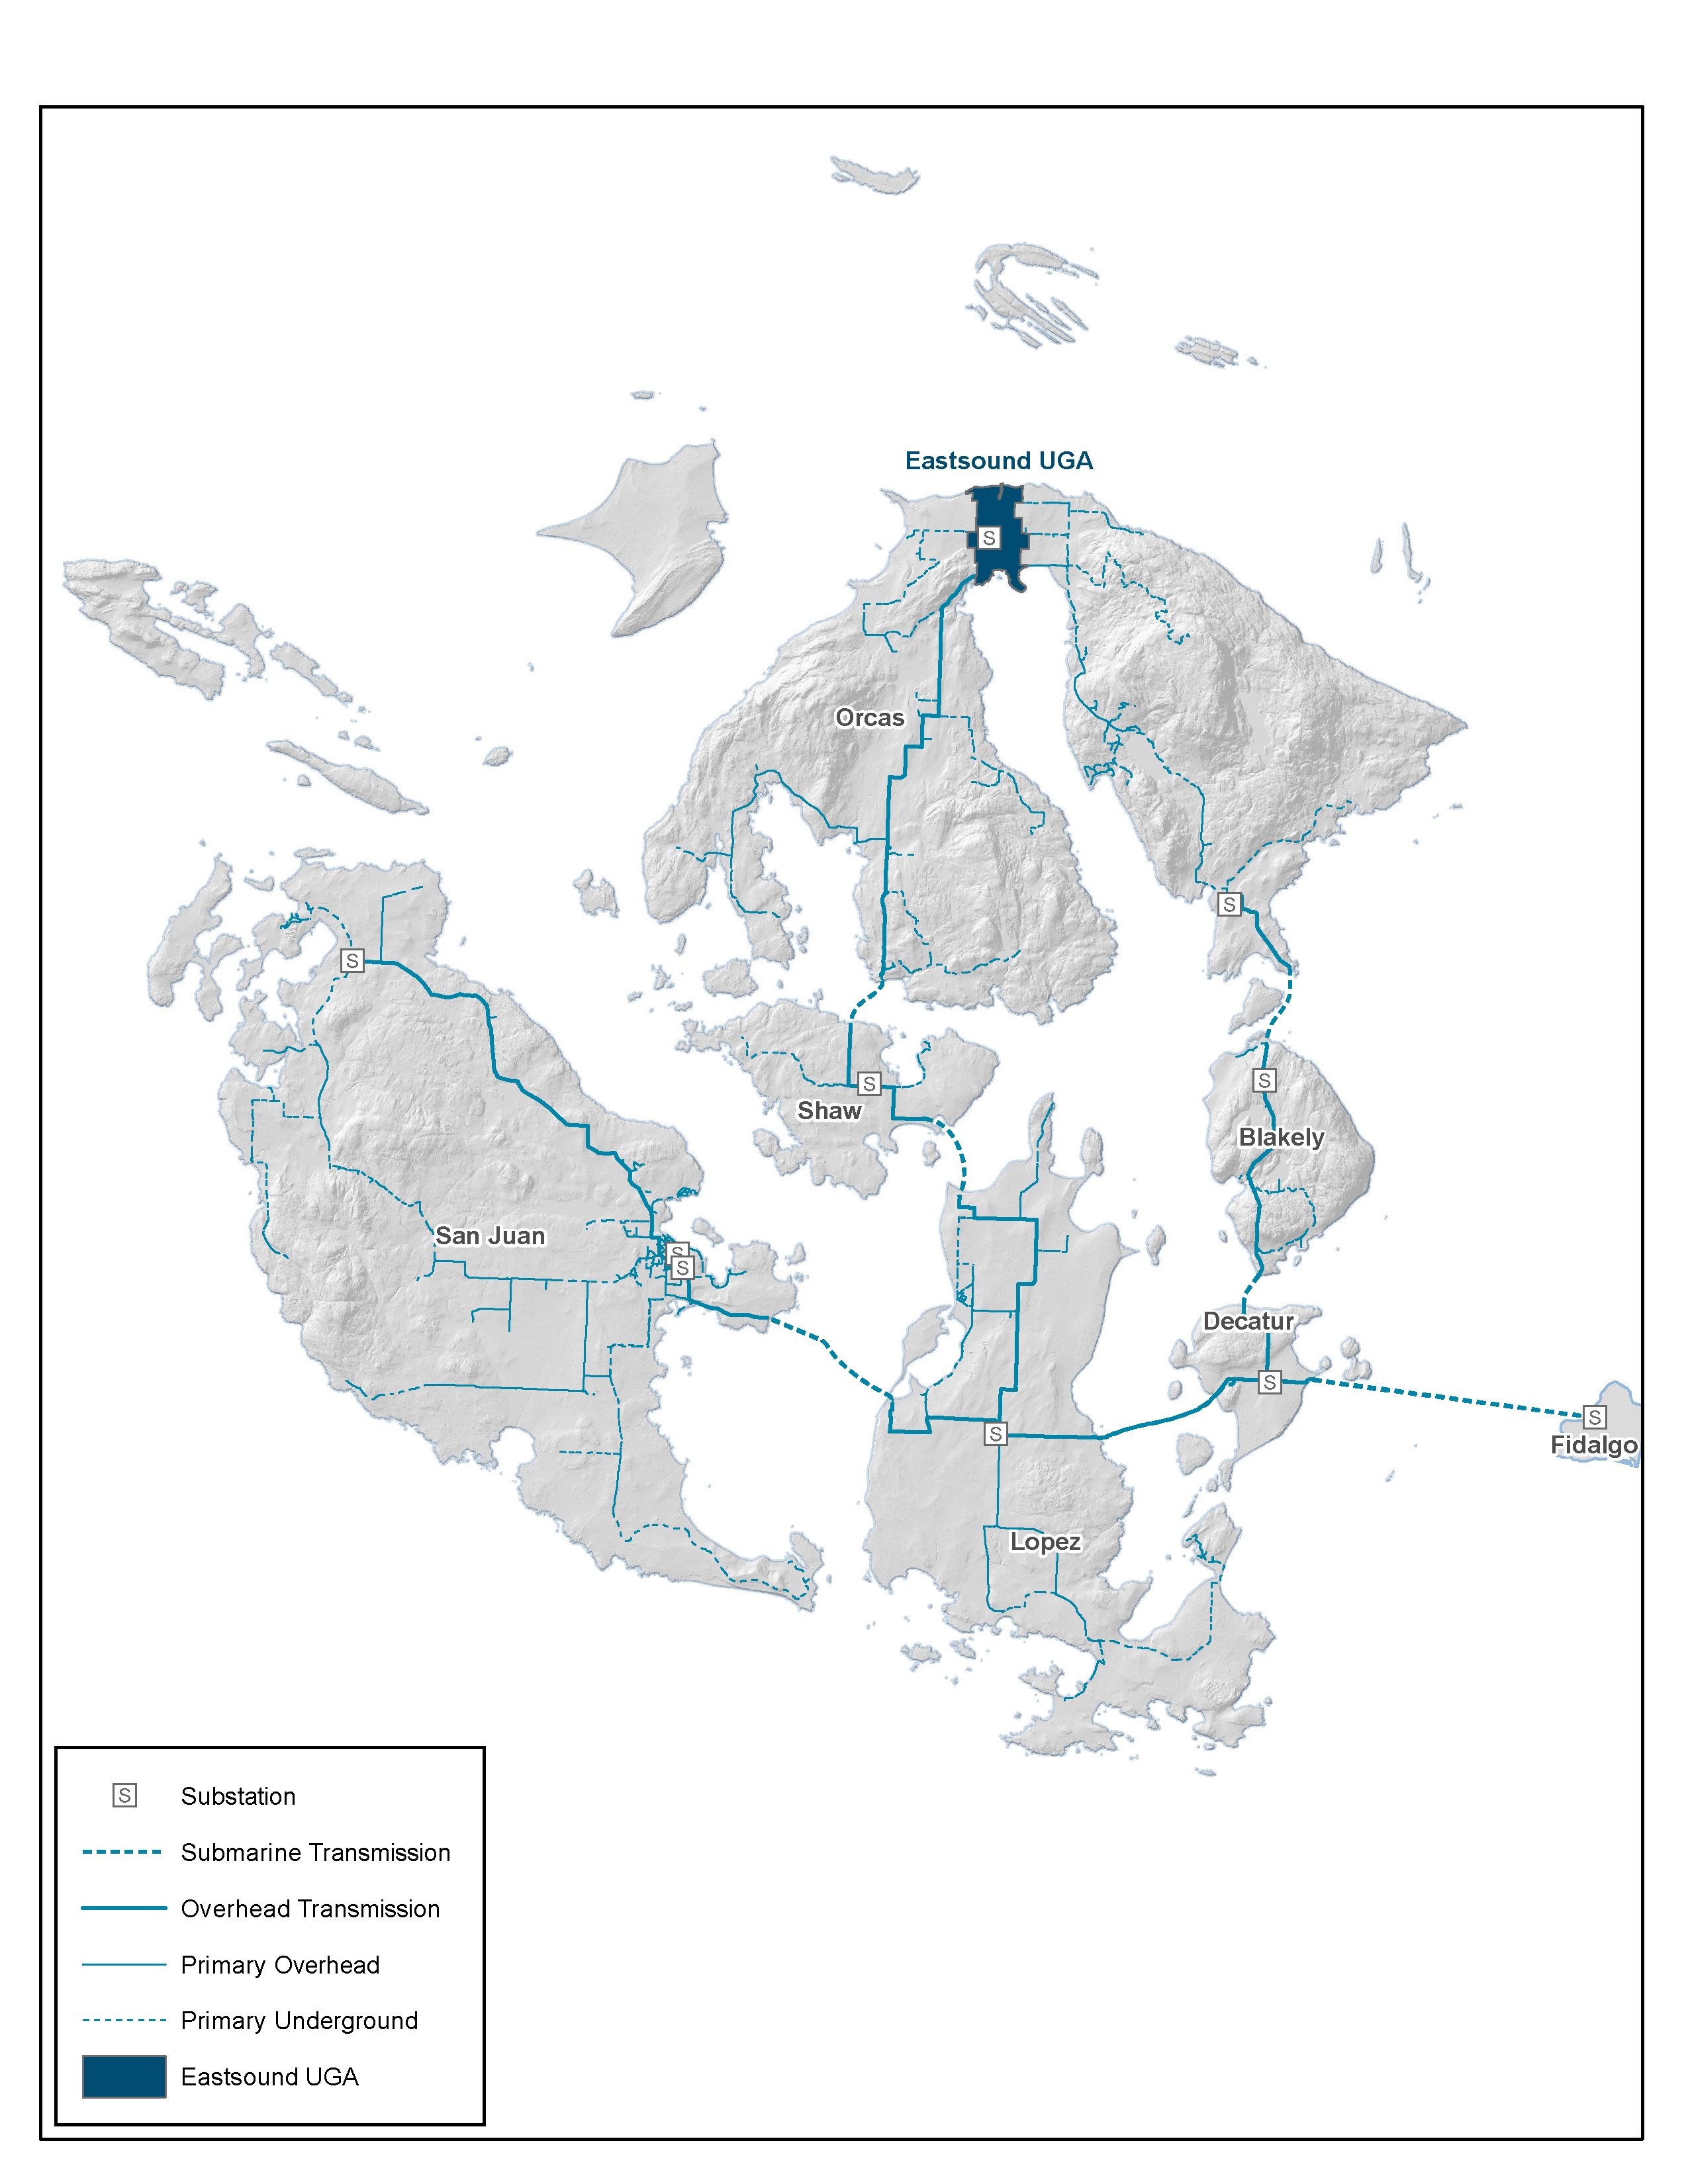 Eastsound UGA
S
Orcas
S
S
S
S
Shaw
Blakely
San Juan
S
S
Decatur
S
S
Fidalgo
S
Lopez
S Substation
Submarine Transmission
Overhead Transmission
Primary Overhead
Primary Underground
Eastsound UGA